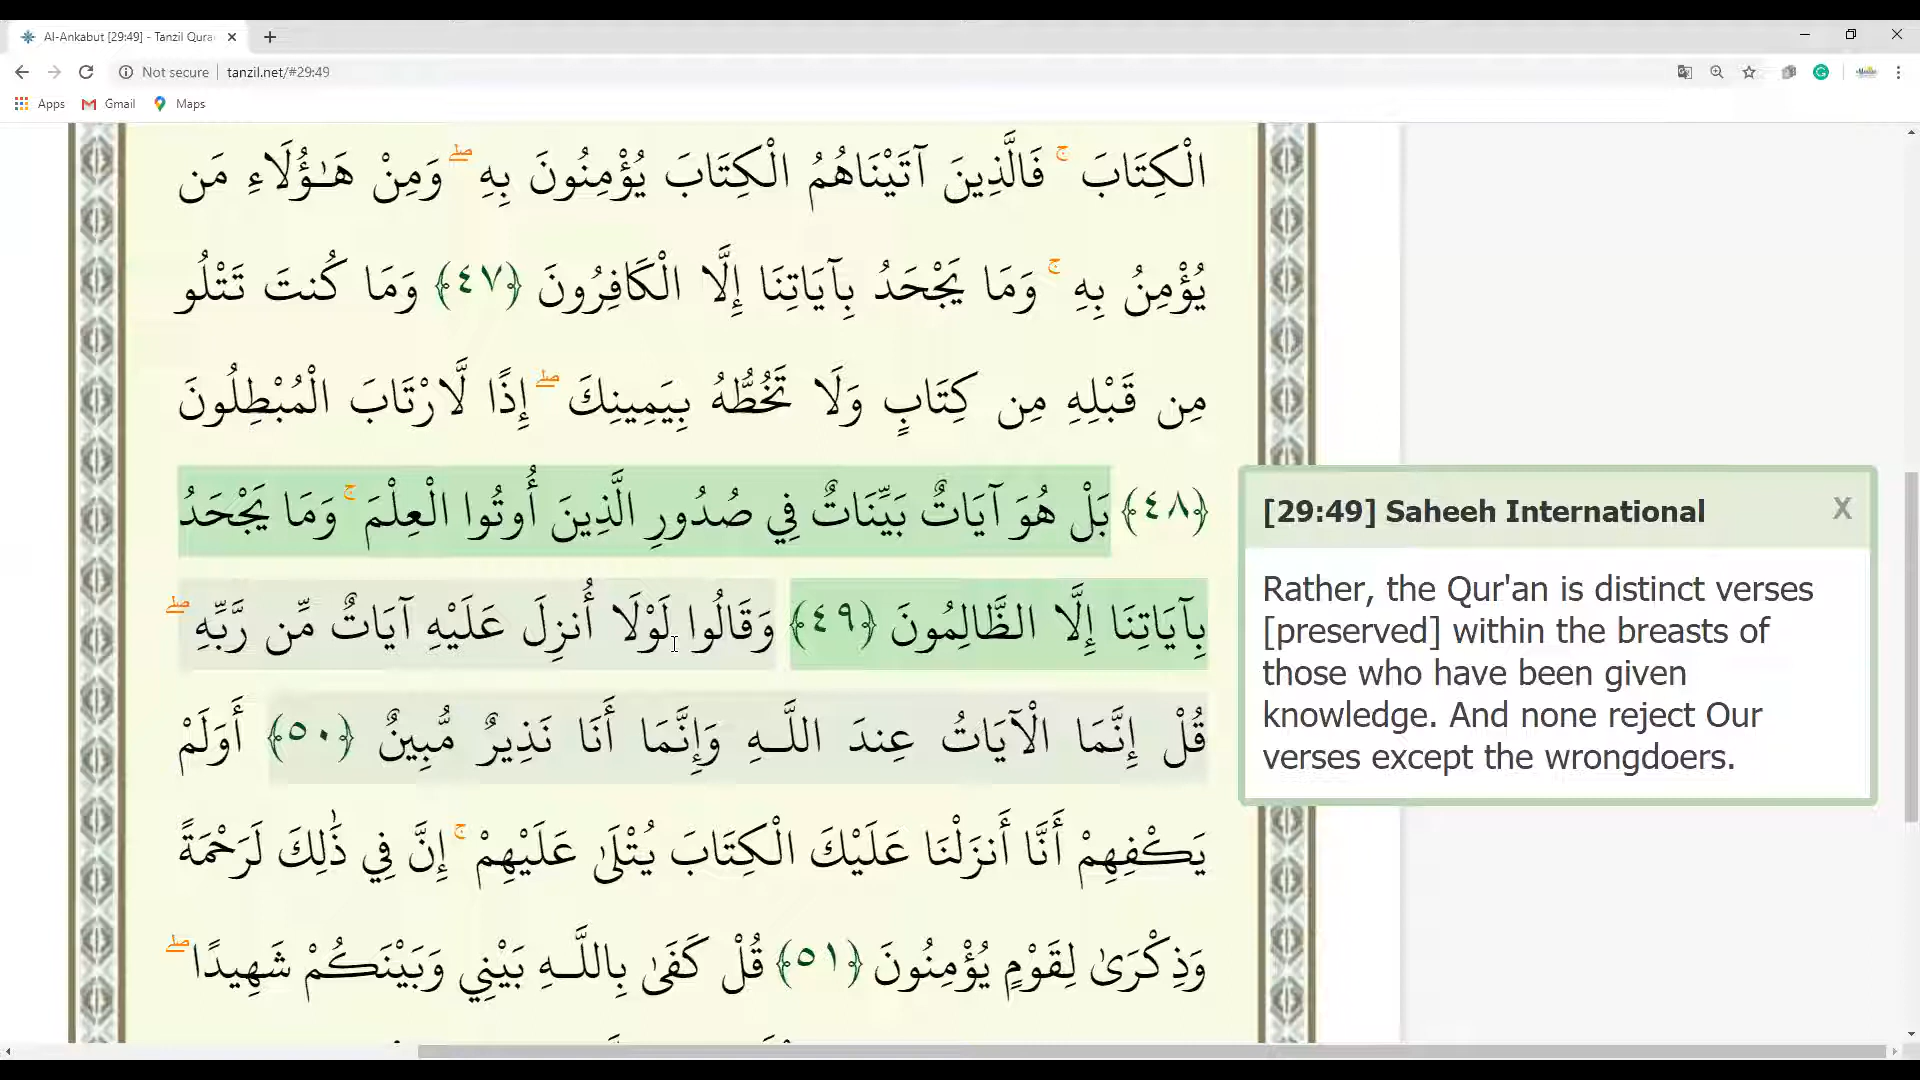 Al-Ankabut [29:49] - Tanzil Qura
Not secure
tanzil.net/#29:49
Apps
Gmail
Maps
الْكِتَابَ ۚ فَالَّذِينَ آتَيْنَاهُمُ الْكِتَابَ يُؤْمِنُونَ بِهِ ۖ وَمِنْ هَـٰؤُلَاءِ مَن
يُؤْمِنُ بِهِ ۚ وَمَا يَجْحَدُ بِآيَاتِنَا إِلَّا الْكَافِرُونَ ﴿٤٧﴾ وَمَا كُنتَ تَتْلُو
مِن قَبْلِهِ مِن كِتَابٍ وَلَا تَخُطُّهُ بِيَمِينِكَ ۖ إِذًا لَّارْتَابَ الْمُبْطِلُونَ
﴿٤٨﴾ بَلْ هُوَ آيَاتٌ بَيِّنَاتٌ فِي صُدُورِ الَّذِينَ أُوتُوا الْعِلْمَ ۚ وَمَا يَجْحَدُ
بِآيَاتِنَا إِلَّا الظَّالِمُونَ ﴿٤٩﴾ وَقَالُوا لَوْلَا أُنزِلَ عَلَيْهِ آيَاتٌ مِّن رَّبِّهِ ۖ
قُلْ إِنَّمَا الْآيَاتُ عِندَ اللَّـهِ وَإِنَّمَا أَنَا نَذِيرٌ مُّبِينٌ ﴿٥٠﴾ أَوَلَمْ
يَكْفِهِمْ أَنَّا أَنزَلْنَا عَلَيْكَ الْكِتَابَ يُتْلَىٰ عَلَيْهِمْ ۚ إِنَّ فِي ذَٰلِكَ لَرَحْمَةً
وَذِكْرَىٰ لِقَوْمٍ يُؤْمِنُونَ ﴿٥١﴾ قُلْ كَفَىٰ بِاللَّـهِ بَيْنِي وَبَيْنَكُمْ شَهِيدًا ۖ
[29:49] Saheeh International
X
Rather, the Qur'an is distinct verses
[preserved] within the breasts of
those who have been given
knowledge. And none reject Our
verses except the wrongdoers.